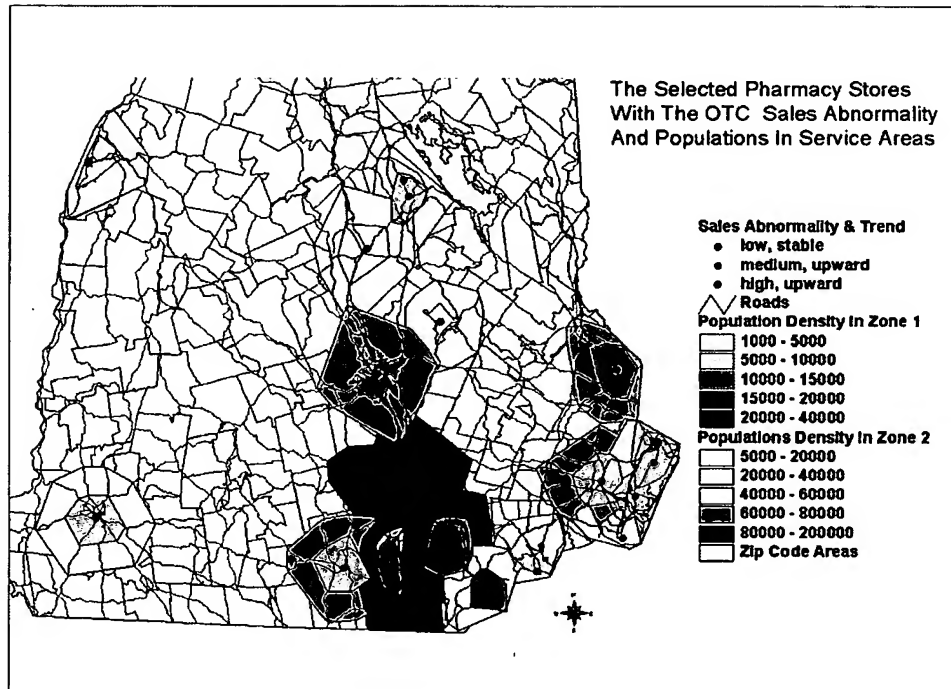 The Selected Pharmacy Stores
With The OTC Sales Abnormality
And Populations In Service Areas
Sales Abnormality & Trend
low, stable
medium, upward
high, upward
Roads
Population Density in Zone 1
1000 - 5000
5000 - 10000
10000 - 15000
15000 - 20000
20000 - 40000
Populations Density in Zone 2
5000 - 20000
20000 - 40000
40000 - 60000
60000 - 80000
80000 - 200000
Zip Code Areas